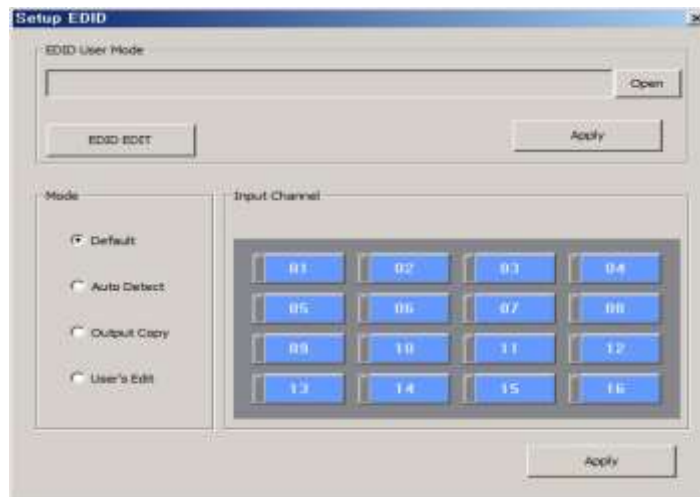 Setup EDID
EDID User Mode
Open
EDID EDIT
Apply
Mode
Input Channel
Default
Auto Detect
Output Copy
User's Edit
01 02 03 04
05 06 07 08
09 10 11 12
13 14 15 16
Apply